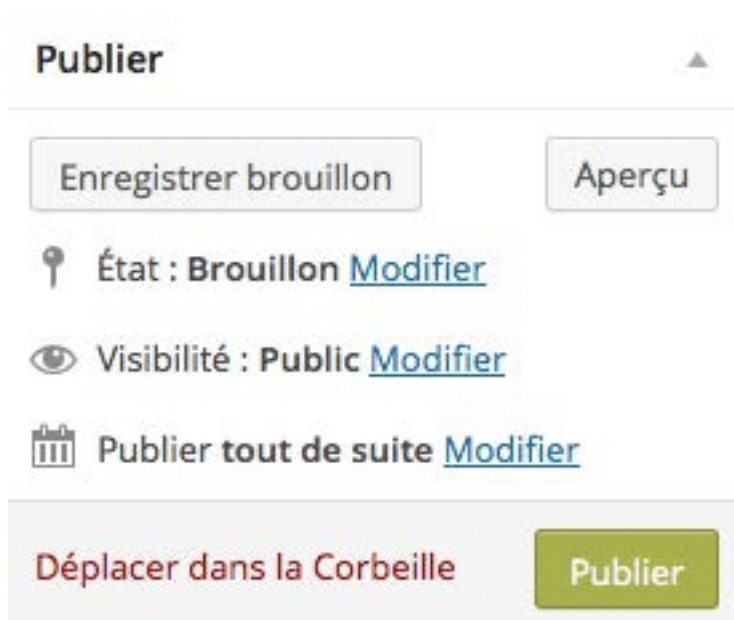 Publier
Enregistrer brouillon Aperçu
État : Brouillon Modifier
Visibilité : Public Modifier
Publier tout de suite Modifier
Déplacer dans la Corbeille Publier